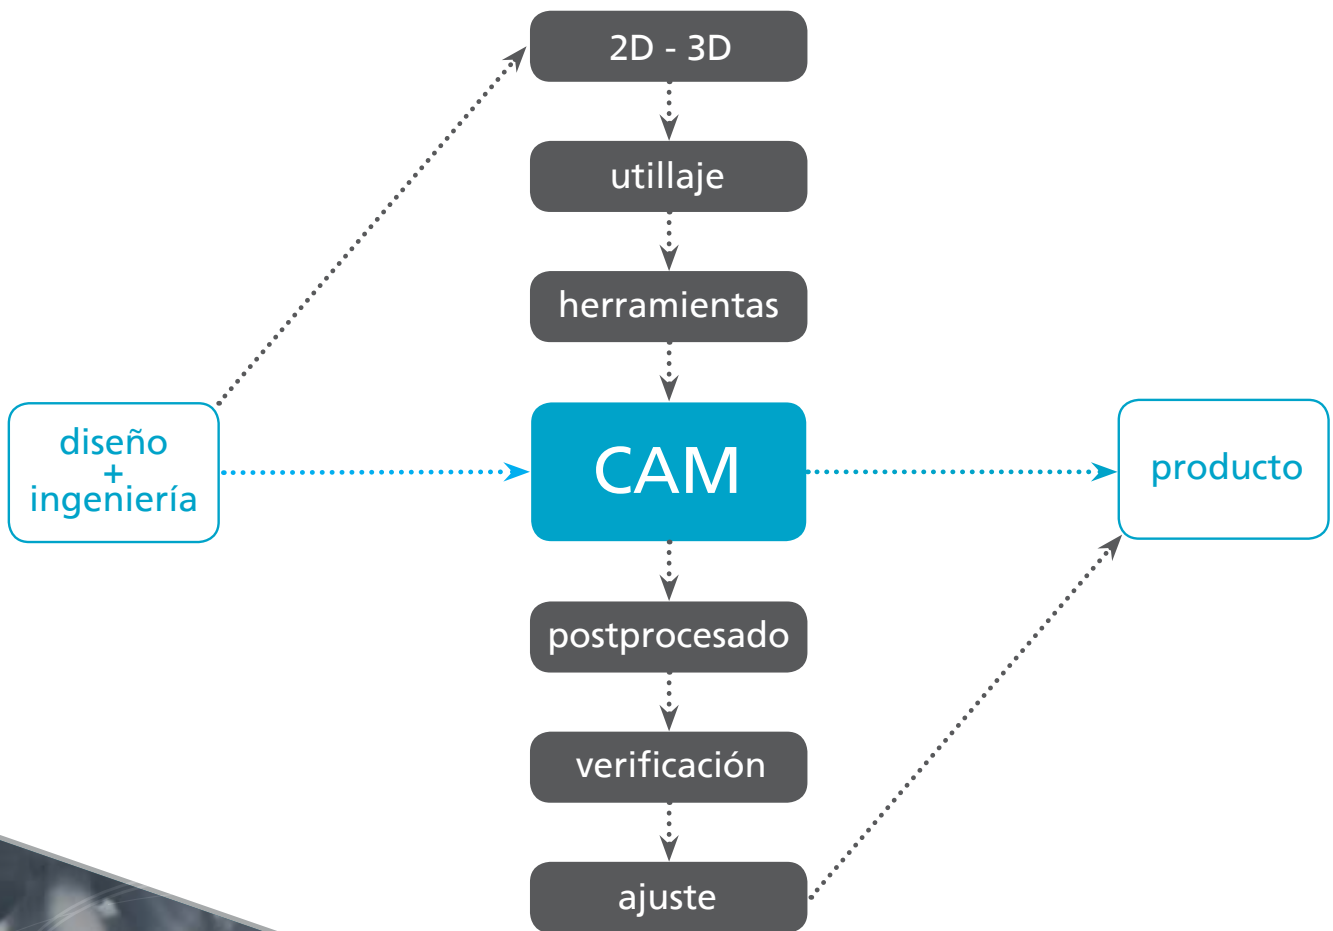 2D - 3D
utillaje
herramientas
diseño
+
ingeniería
CAM
producto
postprocesado
verificación
ajuste